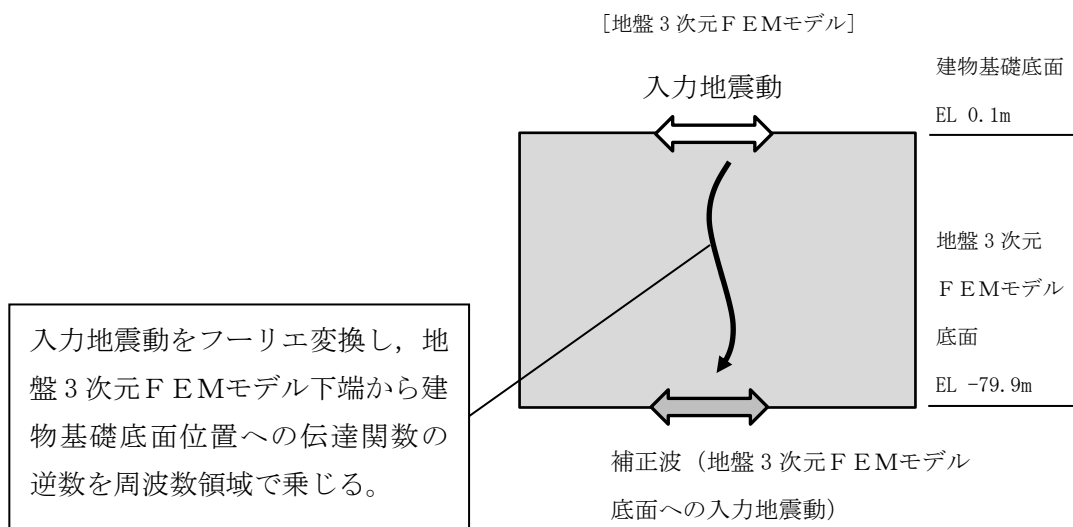 ［地盤３次元ＦＥＭモデル］
入力地震動
建物基礎底面
EL 0.1m
地盤３次元
ＦＥＭモデル
底面
EL -79.9m
入力地震動をフーリエ変換し，地
盤３次元ＦＥＭモデル下端から建
物基礎底面位置への伝達関数の
逆数を周波数領域で乗じる。
補正波（地盤３次元ＦＥＭモデル
底面への入力地震動）